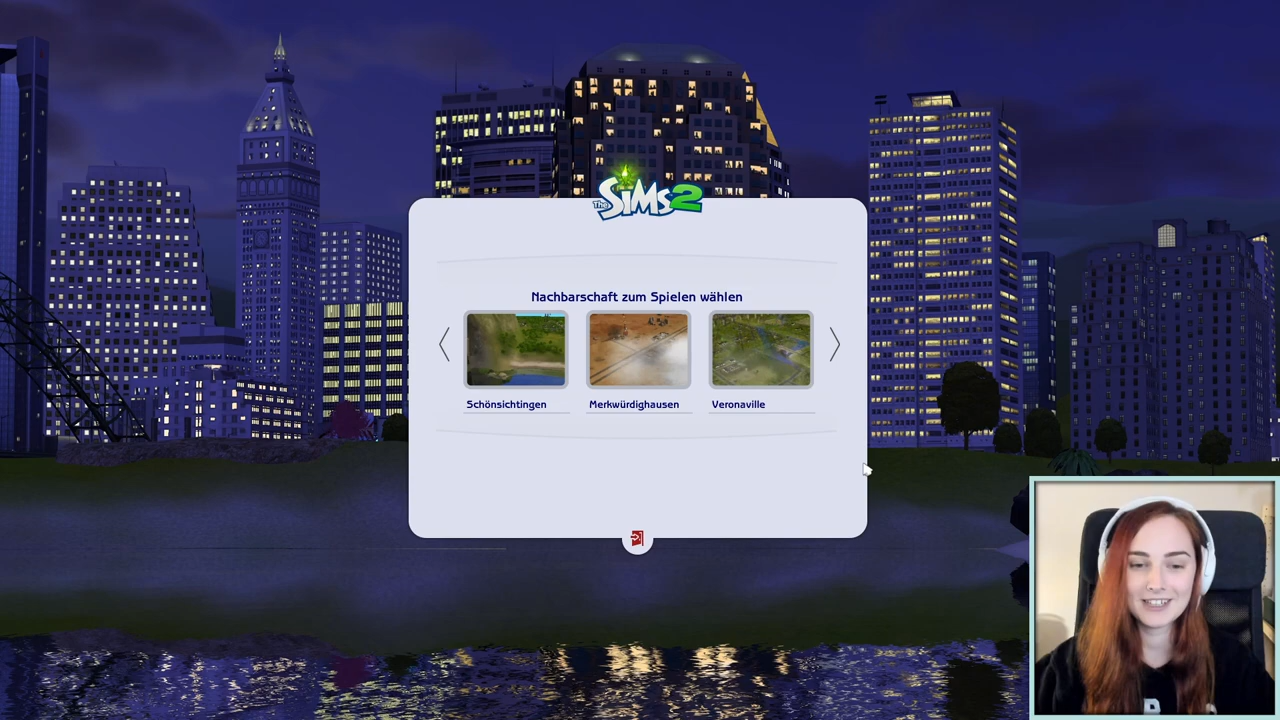 The SiMS 2
Nachbarschaft zum Spielen wählen
Schönsichtingen
Merkwürdighausen
Veronaville